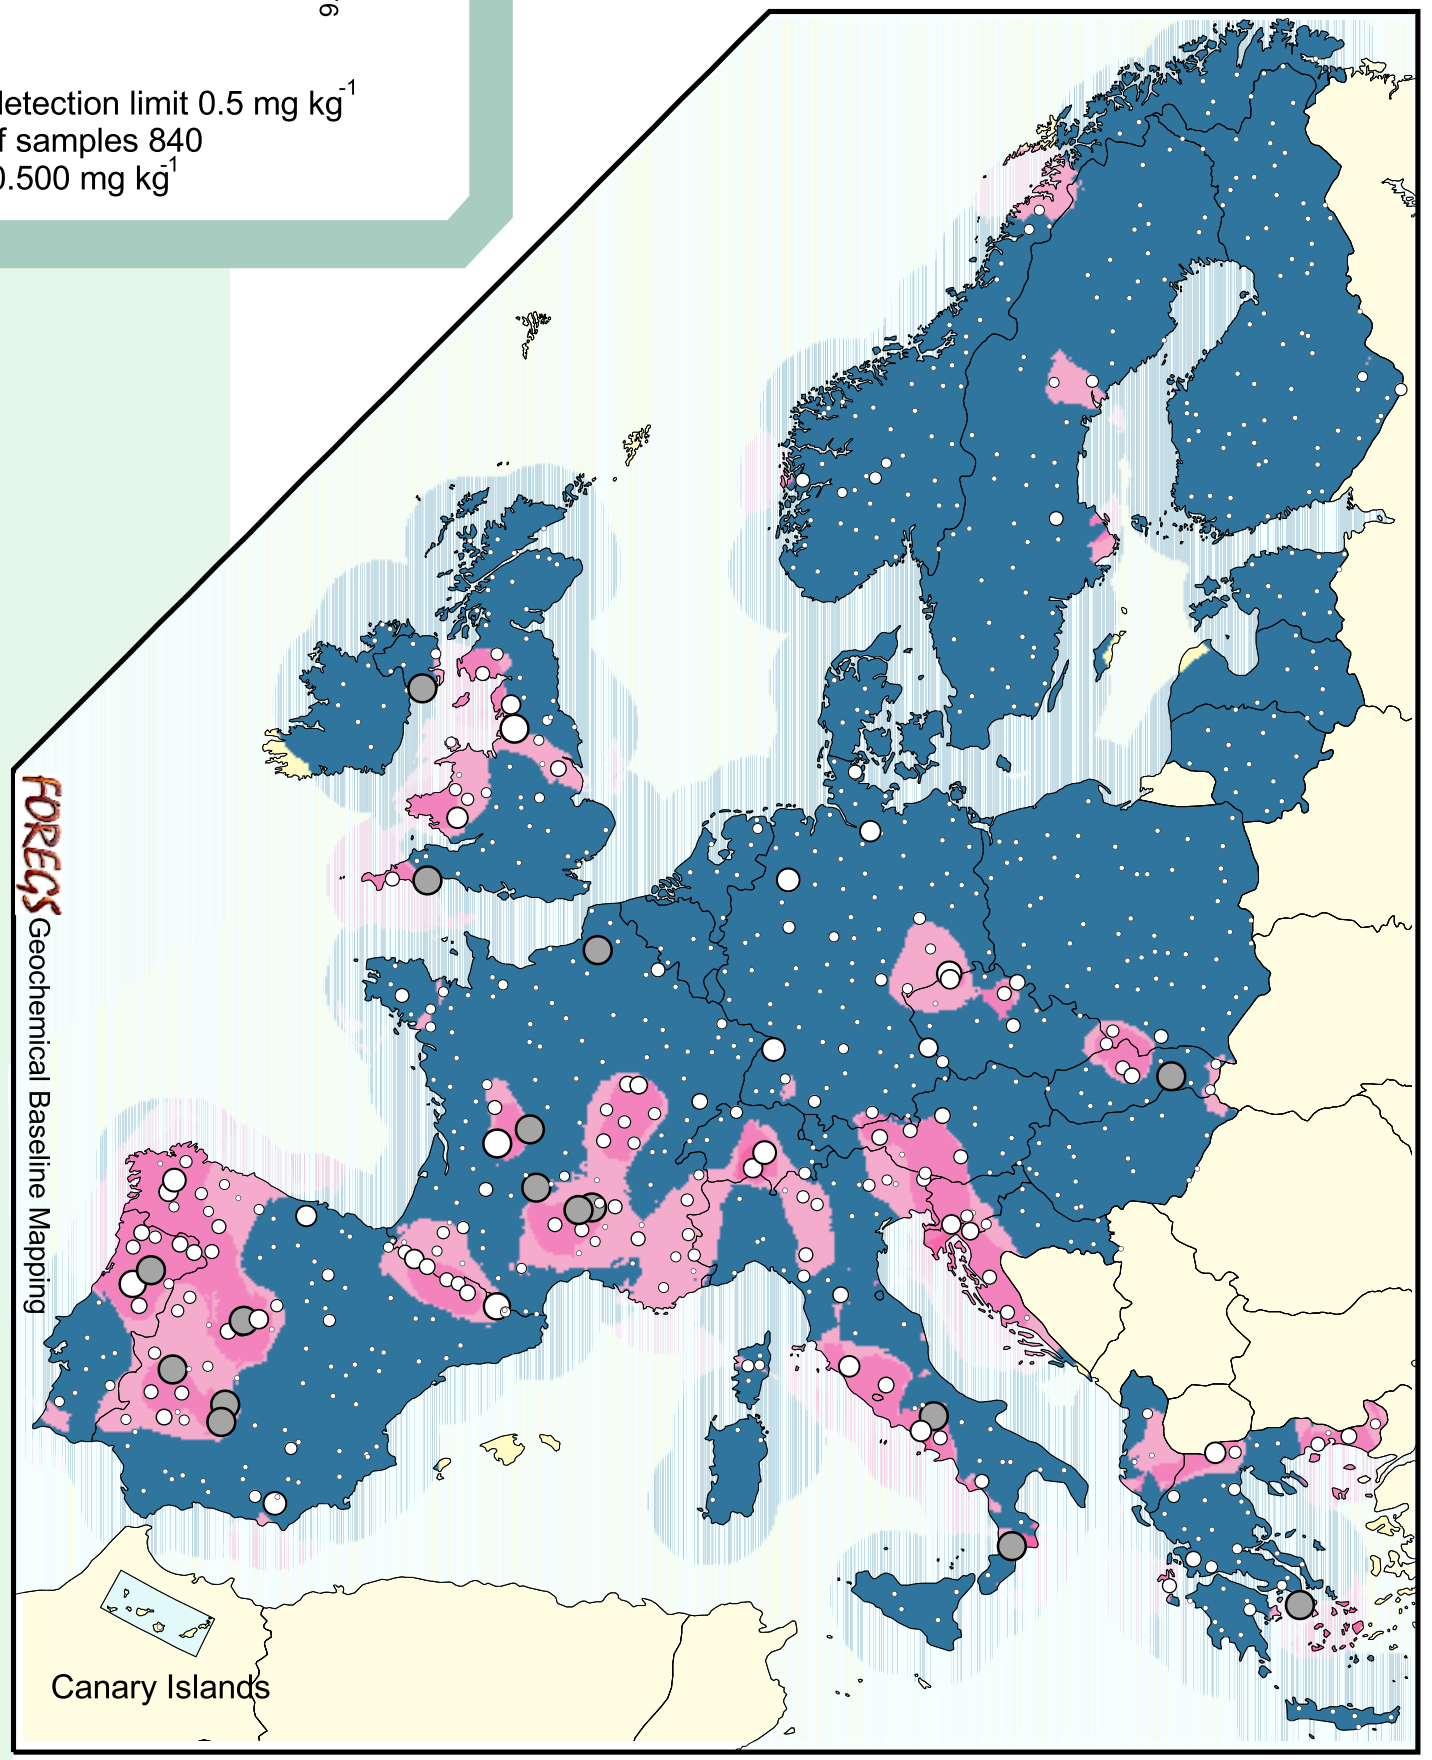 detection limit 0.5 mg kg-1
f samples 840
0.500 mg kg-1
FOREGS Geochemical Baseline Mapping
Canary Islands